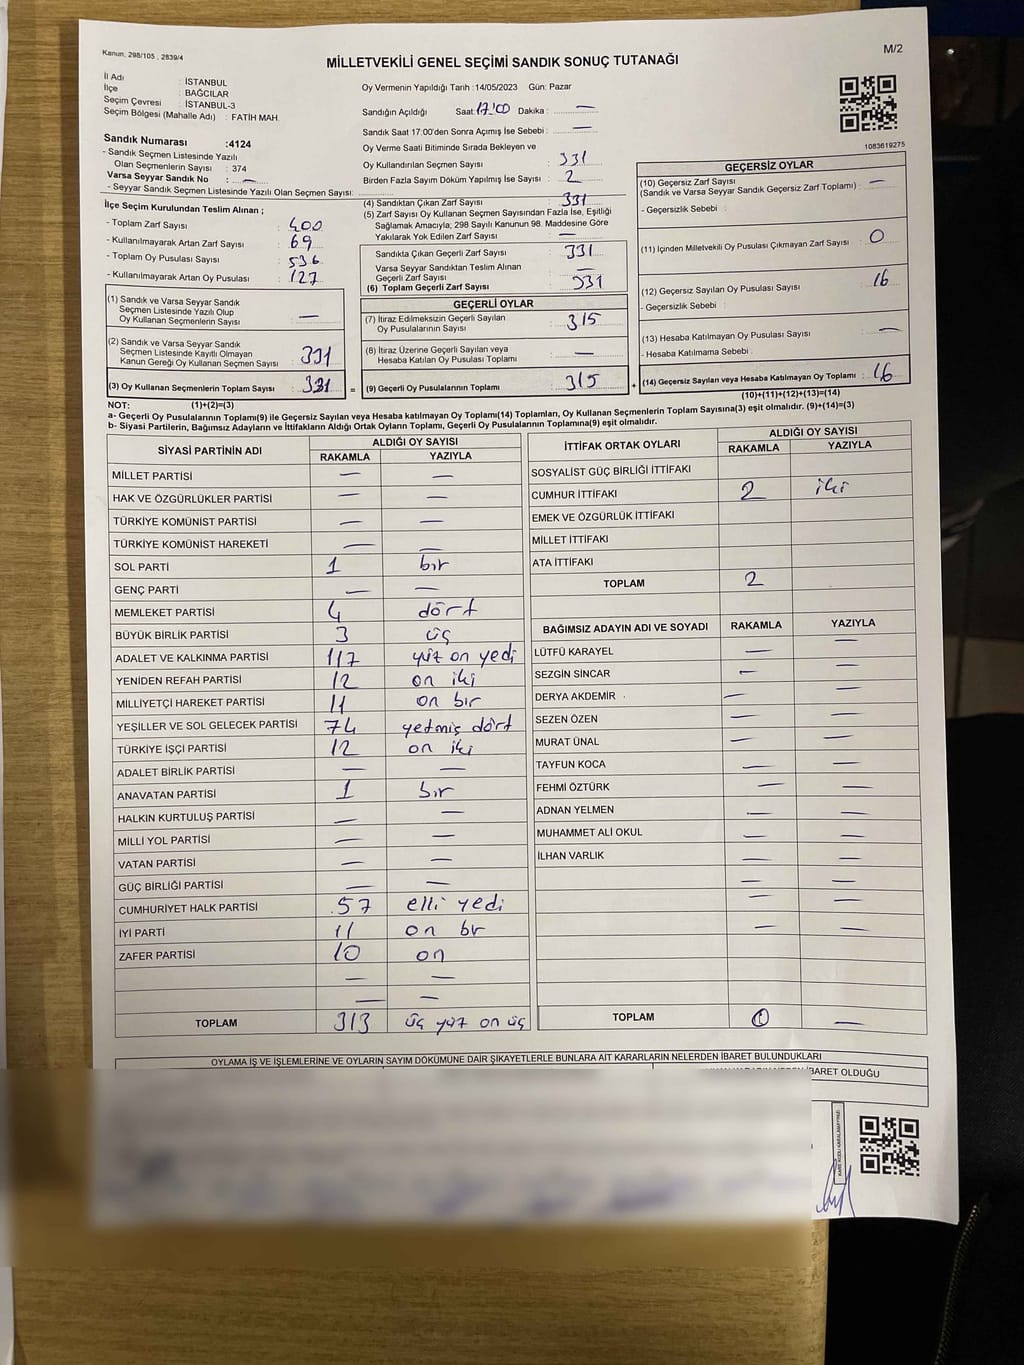 Kanun, 298/105 , 2839/4
M/2
MİLLETVEKİLİ GENEL SEÇİMİ SANDIK SONUÇ TUTANAĞI
İl Adı : İSTANBUL
İlçe : BAĞCILAR
Seçim Çevresi : İSTANBUL-3
Seçim Bölgesi (Mahalle Adı) : FATİH MAH.
Sandık Numarası :4124
- Sandık Seçmen Listesinde Yazılı
Olan Seçmenlerin Sayısı : 374
Varsa Seyyar Sandık No : —
- Seyyar Sandık Seçmen Listesinde Yazılı Olan Seçmen Sayısı:
İlçe Seçim Kurulundan Teslim Alınan ;
- Toplam Zarf Sayısı : 400
- Kullanılmayarak Artan Zarf Sayısı : 69
- Toplam Oy Pusulası Sayısı : 536
- Kullanılmayarak Artan Oy Pusulası : 127
(1) Sandık ve Varsa Seyyar Sandık
Seçmen Listesinde Yazılı Olup
Oy Kullanan Seçmenlerin Sayısı : —
(2) Sandık ve Varsa Seyyar Sandık
Seçmen Listesinde Kayıtlı Olmayan
Kanun Gereği Oy Kullanan Seçmen Sayısı : 331
(3) Oy Kullanan Seçmenlerin Toplam Sayısı : 331 =
(1)+(2)=(3)
Oy Vermenin Yapıldığı Tarih :14/05/2023 Gün: Pazar
Sandığın Açıldığı Saat: 17:00 Dakika : —
Sandık Saat 17:00'den Sonra Açımış İse Sebebi : —
Oy Verme Saati Bitiminde Sırada Bekleyen ve
Oy Kullandırılan Seçmen Sayısı : 331
Birden Fazla Sayım Döküm Yapılmış İse Sayısı : 2
(4) Sandıktan Çıkan Zarf Sayısı : 331
(5) Zarf Sayısı Oy Kullanan Seçmen Sayısından Fazla İse, Eşitliği
Sağlamak Amacıyla; 298 Sayılı Kanunun 98. Maddesine Göre
Yakılarak Yok Edilen Zarf Sayısı : —
Sandıkta Çıkan Geçerli Zarf Sayısı : 331
Varsa Seyyar Sandıktan Teslim Alınan
Geçerli Zarf Sayısı : —
(6) Toplam Geçerli Zarf Sayısı : 331
GEÇERLİ OYLAR
(7) İtiraz Edilmeksizin Geçerli Sayılan
Oy Pusulalarının Sayısı : 315
(8) İtiraz Üzerine Geçerli Sayılan veya
Hesaba Katılan Oy Pusulası Toplamı : —
(9) Geçerli Oy Pusulalarının Toplamı : 315 +
1083619275
GEÇERSİZ OYLAR
(10) Geçersiz Zarf Sayısı
(Sandık ve Varsa Seyyar Sandık Geçersiz Zarf Toplamı) : —
- Geçersizlik Sebebi :
(11) İçinden Milletvekili Oy Pusulası Çıkmayan Zarf Sayısı : 0
(12) Geçersiz Sayılan Oy Pusulası Sayısı : 16
- Geçersizlik Sebebi :
(13) Hesaba Katılmayan Oy Pusulası Sayısı : —
- Hesaba Katılmama Sebebi :
(14) Geçersiz Sayılan veya Hesaba Katılmayan Oy Toplamı : 16
(10)+(11)+(12)+(13)=(14)
NOT:
a- Geçerli Oy Pusulalarının Toplamı(9) ile Geçersiz Sayılan veya Hesaba katılmayan Oy Toplamı(14) Toplamları, Oy Kullanan Seçmenlerin Toplam Sayısına(3) eşit olmalıdır. (9)+(14)=(3)
b- Siyasi Partilerin, Bağımsız Adayların ve İttifakların Aldığı Ortak Oyların Toplamı, Geçerli Oy Pusulalarının Toplamına(9) eşit olmalıdır.
SİYASİ PARTİNİN ADI ALDIĞI OY SAYISI
RAKAMLA YAZIYLA
MİLLET PARTİSİ — —
HAK VE ÖZGÜRLÜKLER PARTİSİ — —
TÜRKİYE KOMÜNİST PARTİSİ — —
TÜRKİYE KOMÜNİST HAREKETİ — —
SOL PARTİ 1 bir
GENÇ PARTİ — —
MEMLEKET PARTİSİ 4 dört
BÜYÜK BİRLİK PARTİSİ 3 üç
ADALET VE KALKINMA PARTİSİ 117 yüz on yedi
YENİDEN REFAH PARTİSİ 12 on iki
MİLLİYETÇİ HAREKET PARTİSİ 11 on bir
YEŞİLLER VE SOL GELECEK PARTİSİ 74 yetmiş dört
TÜRKİYE İŞÇİ PARTİSİ 12 on iki
ADALET BİRLİK PARTİSİ — —
ANAVATAN PARTİSİ 1 bir
HALKIN KURTULUŞ PARTİSİ — —
MİLLİ YOL PARTİSİ — —
VATAN PARTİSİ — —
GÜÇ BİRLİĞİ PARTİSİ — —
CUMHURİYET HALK PARTİSİ 57 elli yedi
İYİ PARTİ 11 on bir
ZAFER PARTİSİ 10 on
— —
— —
TOPLAM 313 üç yüz on üç
İTTİFAK ORTAK OYLARI ALDIĞI OY SAYISI
RAKAMLA YAZIYLA
SOSYALİST GÜÇ BİRLİĞİ İTTİFAKI
CUMHUR İTTİFAKI 2 iki
EMEK VE ÖZGÜRLÜK İTTİFAKI
MİLLET İTTİFAKI
ATA İTTİFAKI
TOPLAM 2
BAĞIMSIZ ADAYIN ADI VE SOYADI RAKAMLA YAZIYLA
LÜTFÜ KARAYEL — —
SEZGİN SİNCAR — —
DERYA AKDEMİR — —
SEZEN ÖZEN — —
MURAT ÜNAL — —
TAYFUN KOCA — —
FEHMİ ÖZTÜRK — —
ADNAN YELMEN — —
MUHAMMET ALİ OKUL — —
İLHAN VARLIK — —
— —
— —
— —
TOPLAM 0 —
OYLAMA İŞ VE İŞLEMLERİNE VE OYLARIN SAYIM DÖKÜMÜNE DAİR ŞİKAYETLERLE BUNLARA AİT KARARLARIN NELERDEN İBARET BULUNDUKLARI
İBARET OLDUĞU